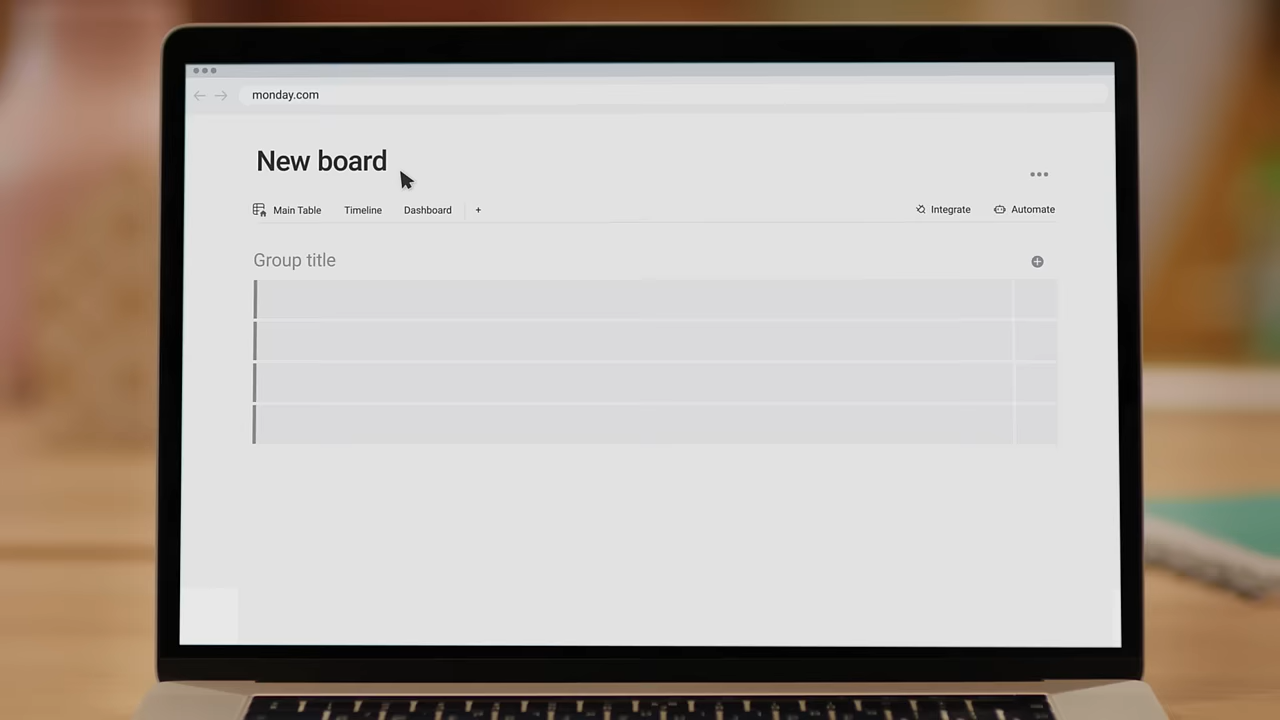 monday.com
New board
Main Table Timeline Dashboard +
Integrate Automate
Group title